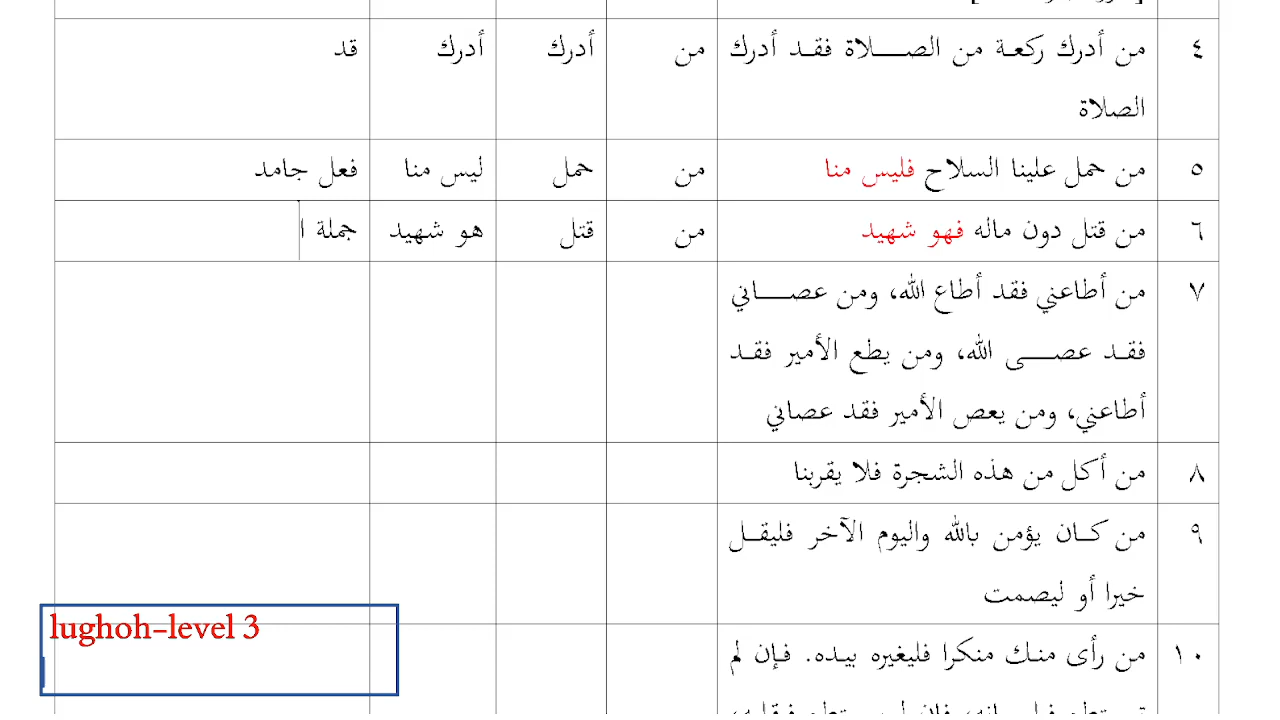 ٤ من أدرك ركعة من الصلاة فقد أدرك من أدرك أدرك قد
الصلاة
٥ من حمل علينا السلاح فليس منا من حمل ليس منا فعل جامد
٦ من قتل دون ماله فهو شهيد من قتل هو شهيد جملة ا
٧ من أطاعني فقد أطاع الله، ومن عصاني
فقد عصى الله، ومن يطع الأمير فقد
أطاعني، ومن يعص الأمير فقد عصاني
٨ من أكل من هذه الشجرة فلا يقربنا
٩ من كان يؤمن بالله واليوم الآخر فليقل
خيرا أو ليصمت
lughoh-level 3
١٠ من رأى منك منكرا فليغيره بيده. فإن لم